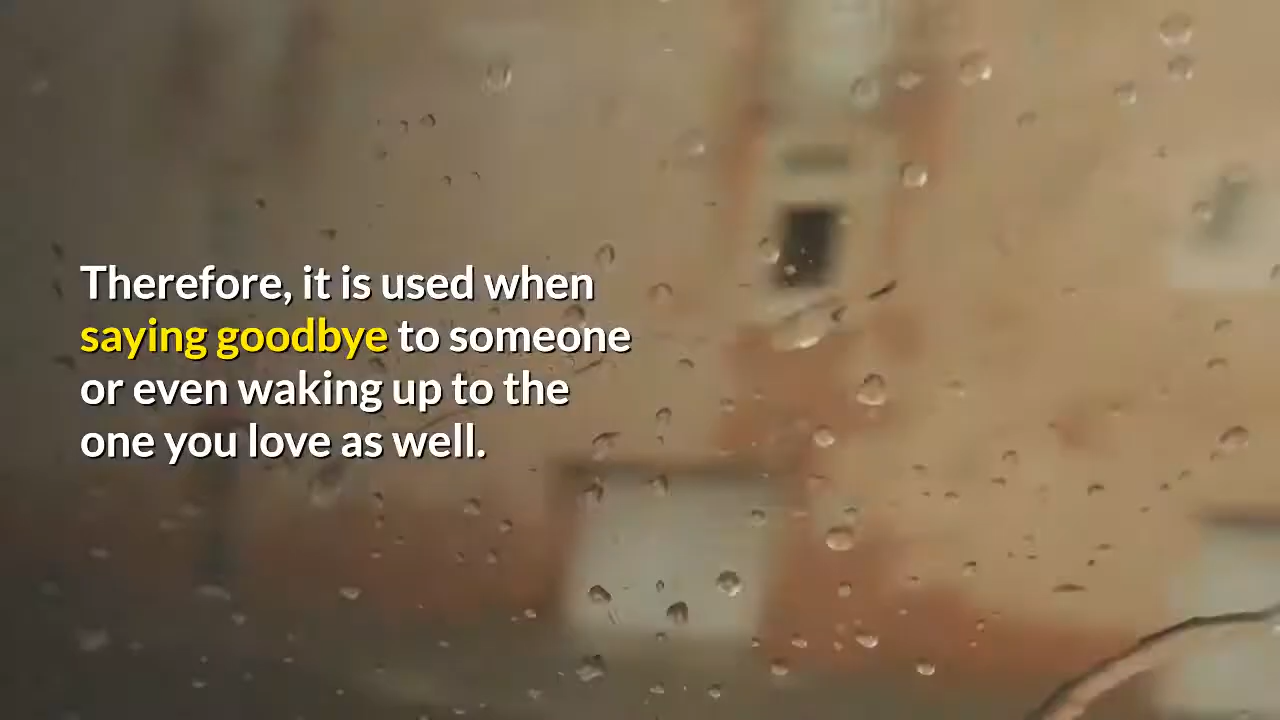 Therefore, it is used when
saying goodbye to someone
or even waking up to the
one you love as well.